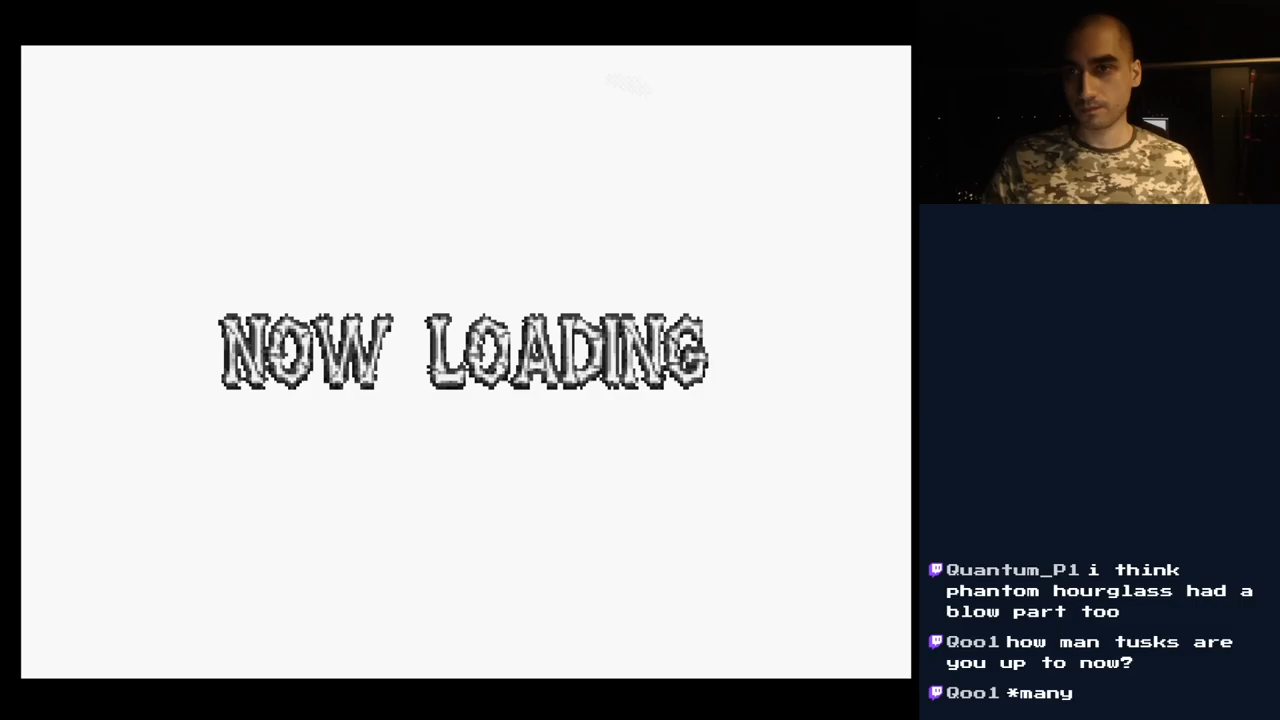 NOW LOADING
Quantum_P1 i think
phantom hourglass had a
blow part too
Qoo1 how man tusks are
you up to now?
Qoo1 *many